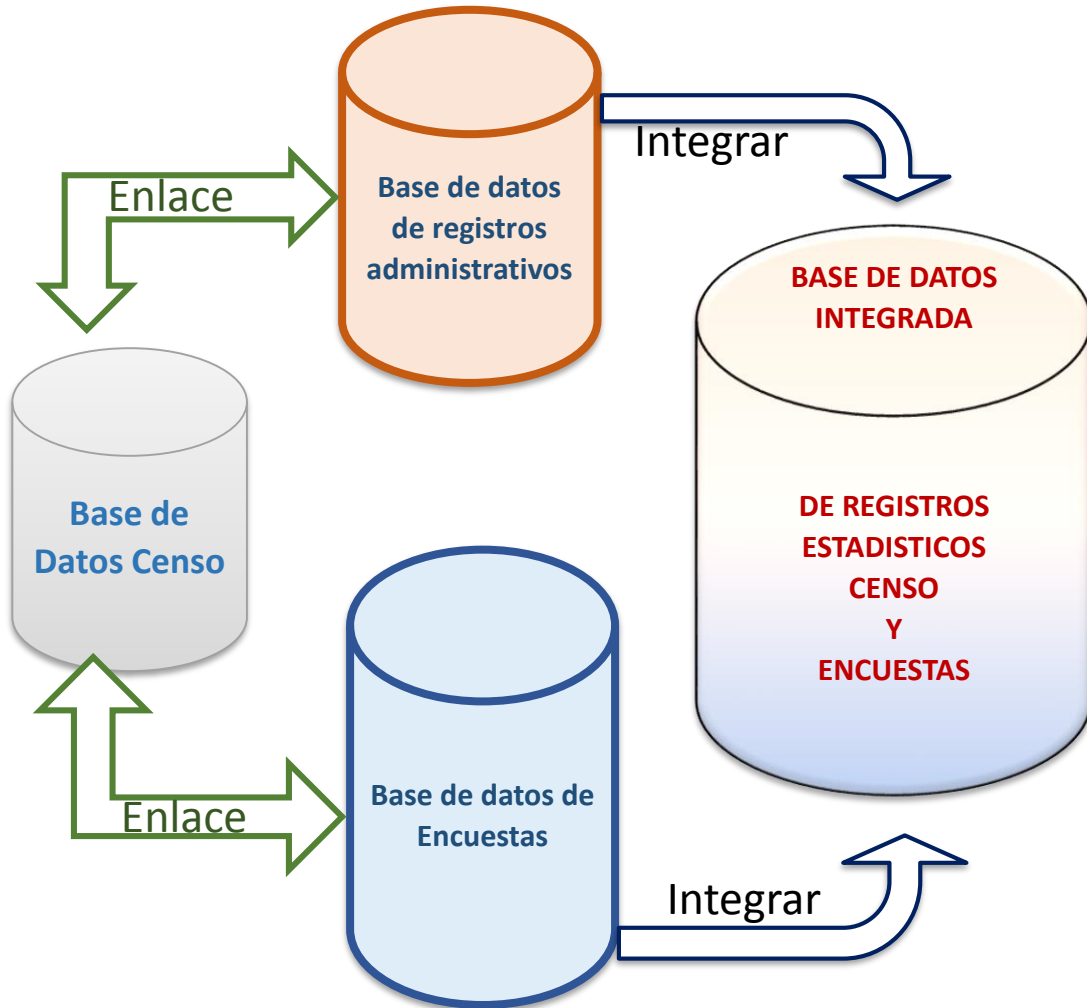 Integrar
Enlace
Base de datos
de registros
administrativos
BASE DE DATOS
INTEGRADA
Base de
Datos Censo
DE REGISTROS
ESTADISTICOS
CENSO
Y
ENCUESTAS
Base de datos de
Encuestas
Enlace
Integrar